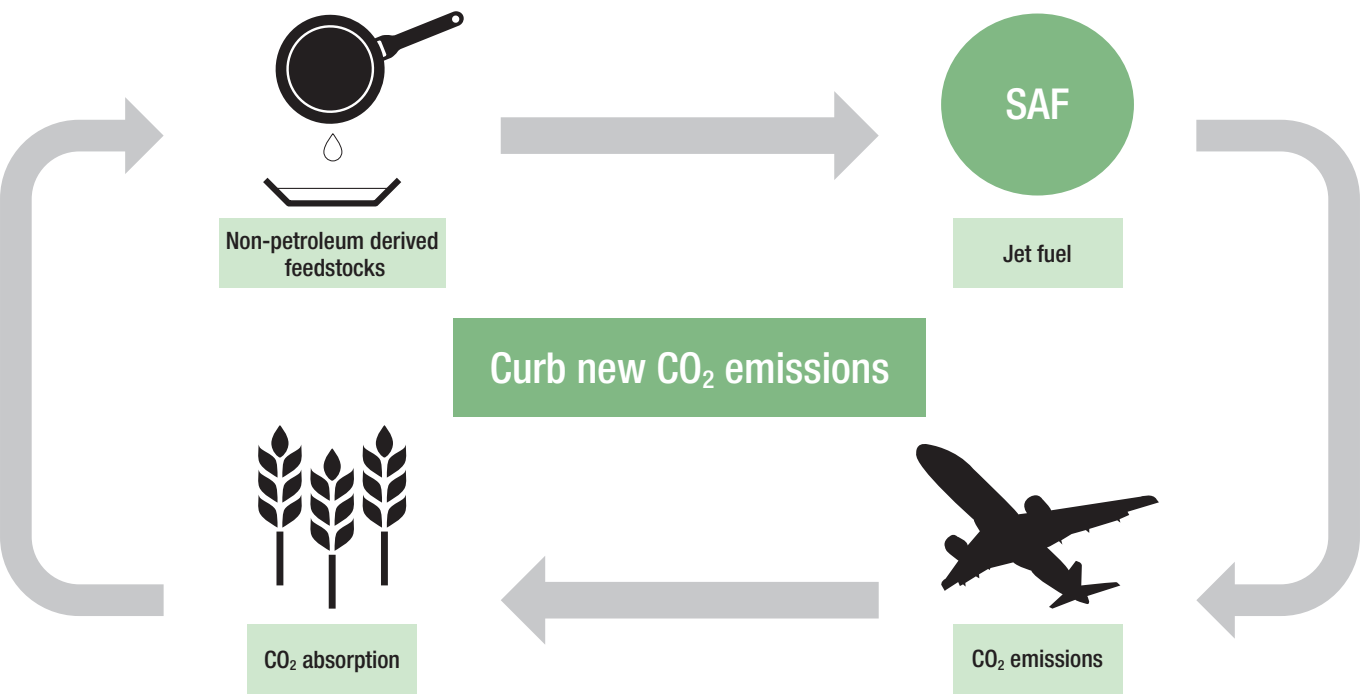 SAF
Non-petroleum derived
feedstocks
Jet fuel
Curb new CO₂ emissions
CO₂ absorption
CO₂ emissions